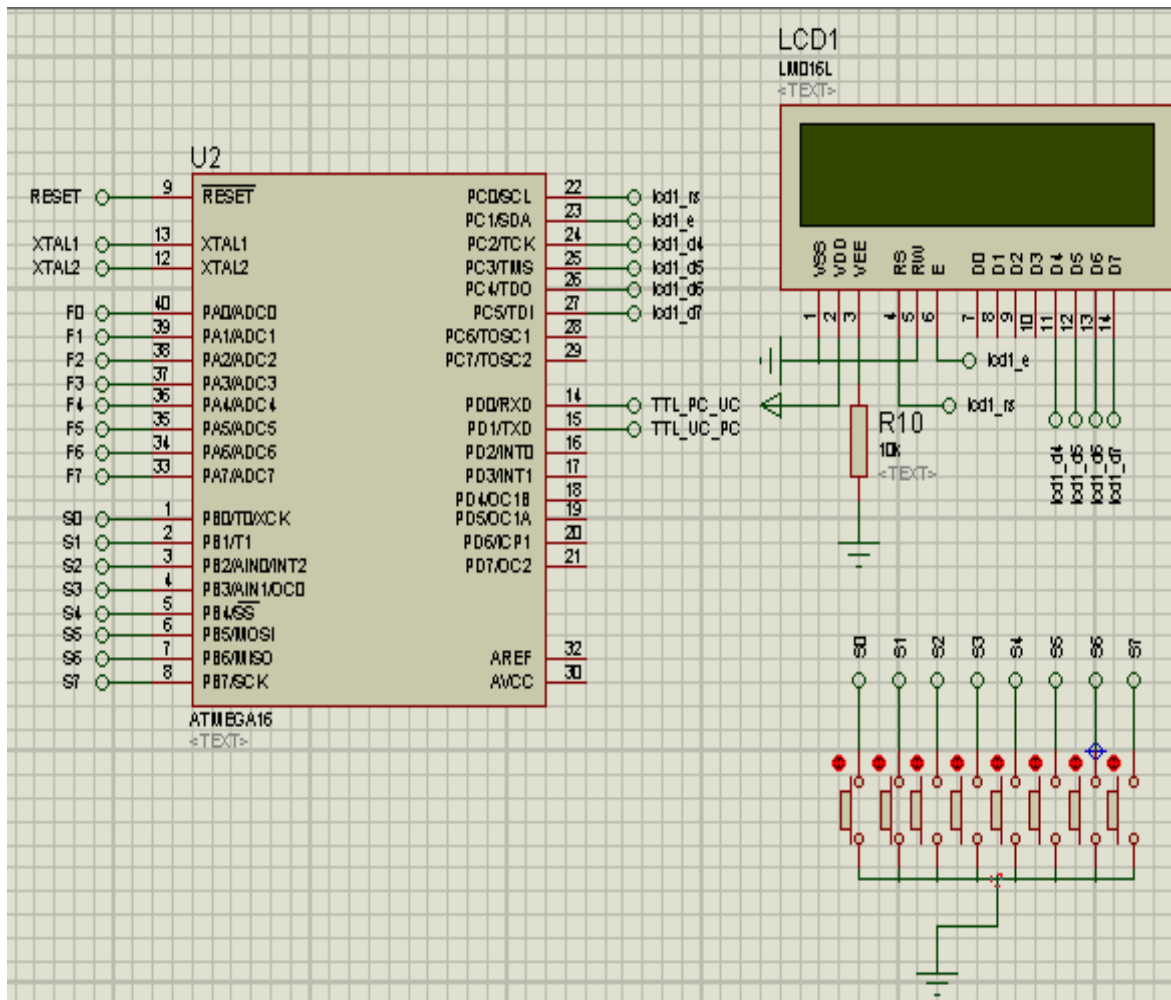 LCD1
LM016L
<TEXT>
VSS
VDD
VEE
RS
RW
E
D0
D1
D2
D3
D4
D5
D6
D7
1
2
3
4
5
6
7
8
9
10
11
12
13
14
lcd1_e
lcd1_rs
R10
10k
<TEXT>
lcd1_d4
lcd1_d5
lcd1_d6
lcd1_d7
U2
RESET 9 RESET
XTAL1 13 XTAL1
XTAL2 12 XTAL2
F0 40 PA0/ADC0
F1 39 PA1/ADC1
F2 38 PA2/ADC2
F3 37 PA3/ADC3
F4 36 PA4/ADC4
F5 35 PA5/ADC5
F6 34 PA6/ADC6
F7 33 PA7/ADC7
S0 1 PB0/T0/XCK
S1 2 PB1/T1
S2 3 PB2/AIN0/INT2
S3 4 PB3/AIN1/OC0
S4 5 PB4/SS
S5 6 PB5/MOSI
S6 7 PB6/MISO
S7 8 PB7/SCK
PC0/SCL 22 lcd1_rs
PC1/SDA 23 lcd1_e
PC2/TCK 24 lcd1_d4
PC3/TMS 25 lcd1_d5
PC4/TDO 26 lcd1_d6
PC5/TDI 27 lcd1_d7
PC6/TOSC1 28
PC7/TOSC2 29
PD0/RXD 14 TTL_PC_UC
PD1/TXD 15 TTL_UC_PC
PD2/INT0 16
PD3/INT1 17
PD4/OC1B 18
PD5/OC1A 19
PD6/ICP1 20
PD7/OC2 21
AREF 32
AVCC 30
ATMEGA16
<TEXT>
S0
S1
S2
S3
S4
S5
S6
S7